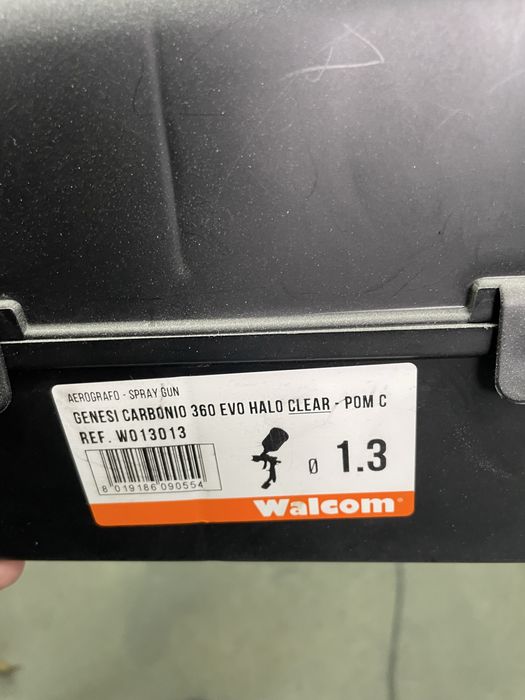 AEROGRAFO - SPRAY GUN
GENESI CARBONIO 360 EVO HALO CLEAR - POM C
REF. W013013
8 019186 090554
Ø 1.3
Walcom®